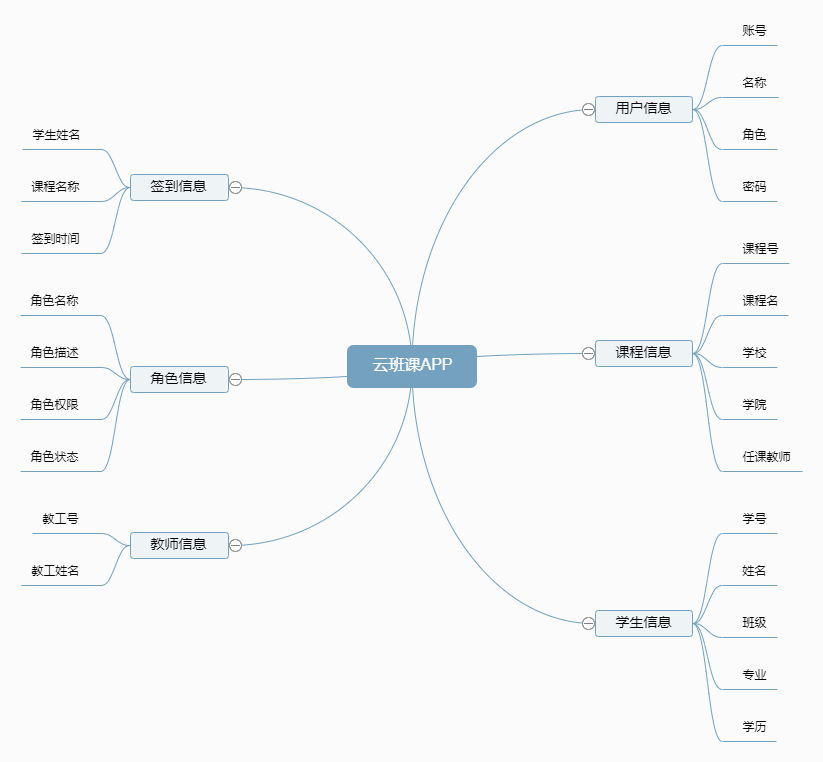 云班课APP
用户信息
账号
名称
角色
密码
课程信息
课程号
课程名
学校
学院
任课教师
学生信息
学号
姓名
班级
专业
学历
签到信息
学生姓名
课程名称
签到时间
角色信息
角色名称
角色描述
角色权限
角色状态
教师信息
教工号
教工姓名